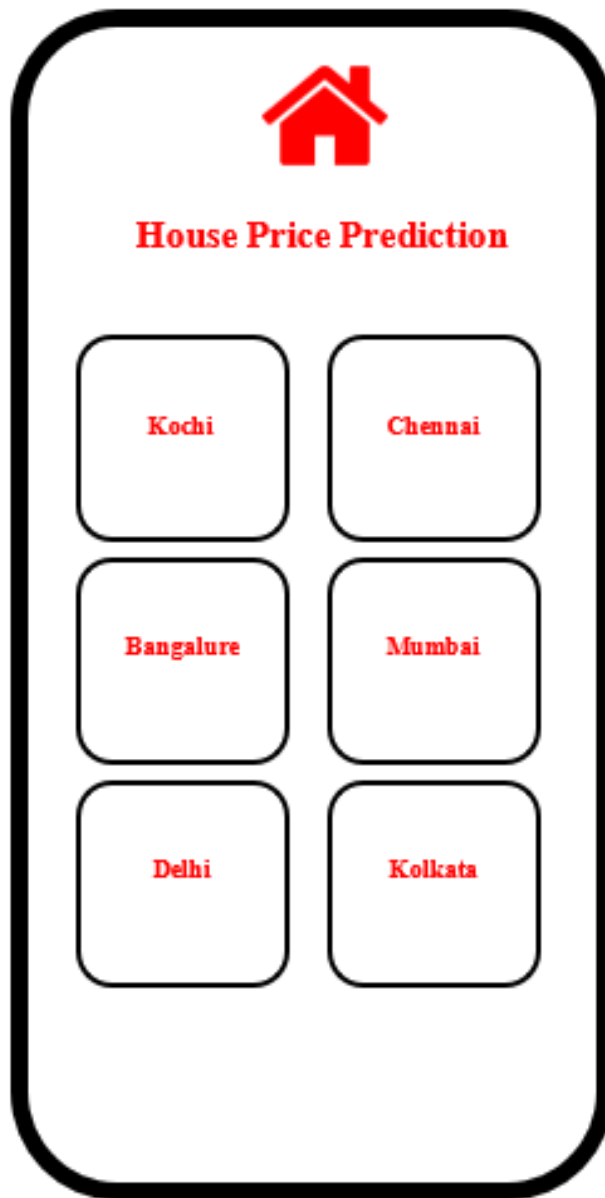 House Price Prediction
Kochi
Chennai
Bangalure
Mumbai
Delhi
Kolkata